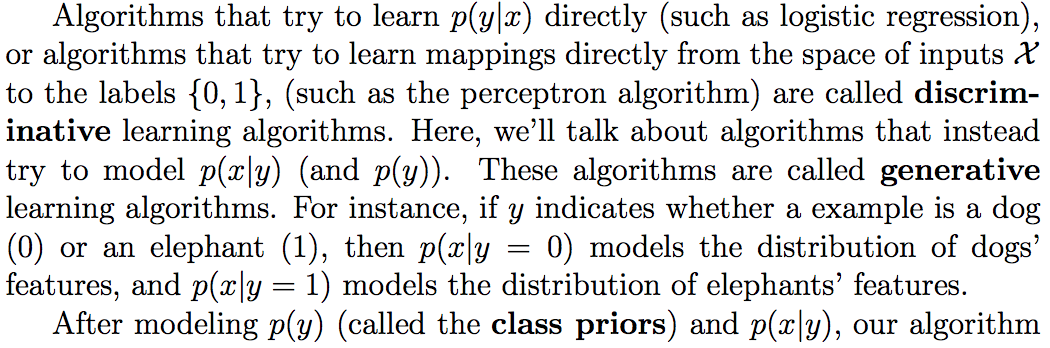 Algorithms that try to learn p(y|x) directly (such as logistic regression),
or algorithms that try to learn mappings directly from the space of inputs 𝒳
to the labels {0, 1}, (such as the perceptron algorithm) are called discrim-
inative learning algorithms. Here, we'll talk about algorithms that instead
try to model p(x|y) (and p(y)). These algorithms are called generative
learning algorithms. For instance, if y indicates whether a example is a dog
(0) or an elephant (1), then p(x|y = 0) models the distribution of dogs'
features, and p(x|y = 1) models the distribution of elephants' features.
After modeling p(y) (called the class priors) and p(x|y), our algorithm